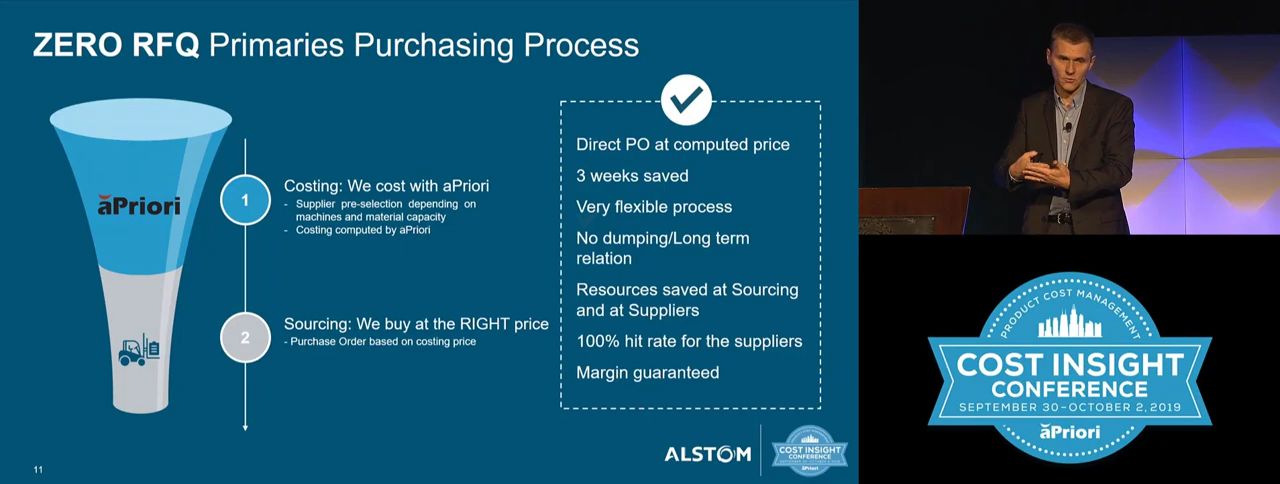 ZERO RFQ Primaries Purchasing Process
aPriori
1
Costing: We cost with aPriori
- Supplier pre-selection depending on
machines and material capacity
- Costing computed by aPriori
2
Sourcing: We buy at the RIGHT price
- Purchase Order based on costing price
Direct PO at computed price
3 weeks saved
Very flexible process
No dumping/Long term
relation
Resources saved at Sourcing
and at Suppliers
100% hit rate for the suppliers
Margin guaranteed
11
ALSTOM
COST INSIGHT
CONFERENCE
aPriori
PRODUCT COST MANAGEMENT
COST INSIGHT
CONFERENCE
SEPTEMBER 30–OCTOBER 2, 2019
aPriori